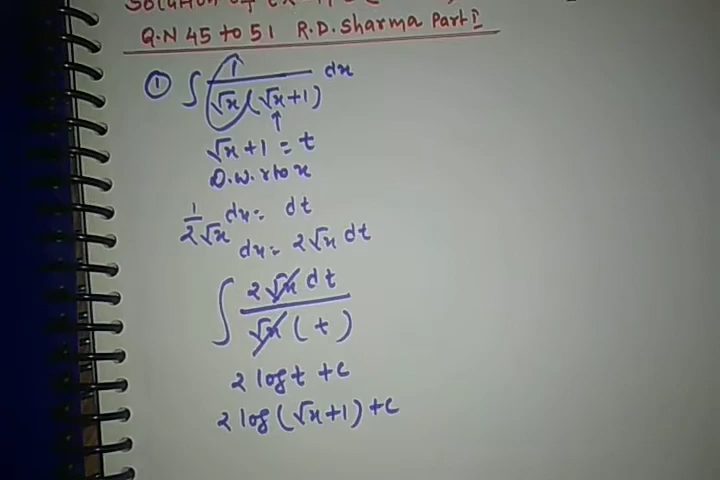 Q.N 45 to 51 R.D. Sharma Part I
① ∫ 1/(√x(√x+1)) dx
↑
√x+1 = t
D.w.r to x
1/2√x dx = dt
dx = 2√x dt
∫ 2√x dt / √x (t)
2 log t + c
2 log (√x+1) + c